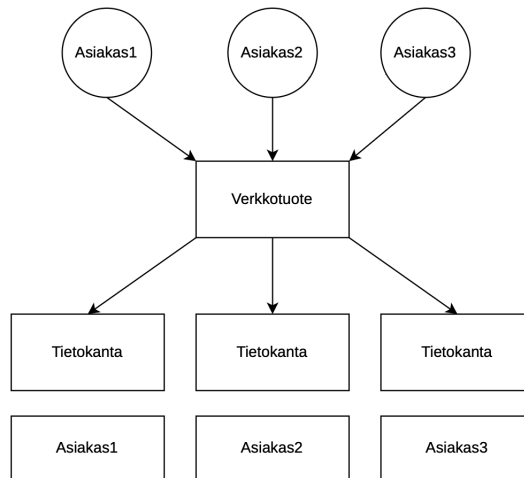 Asiakas1
Asiakas2
Asiakas3
Verkkotuote
Tietokanta
Tietokanta
Tietokanta
Asiakas1
Asiakas2
Asiakas3